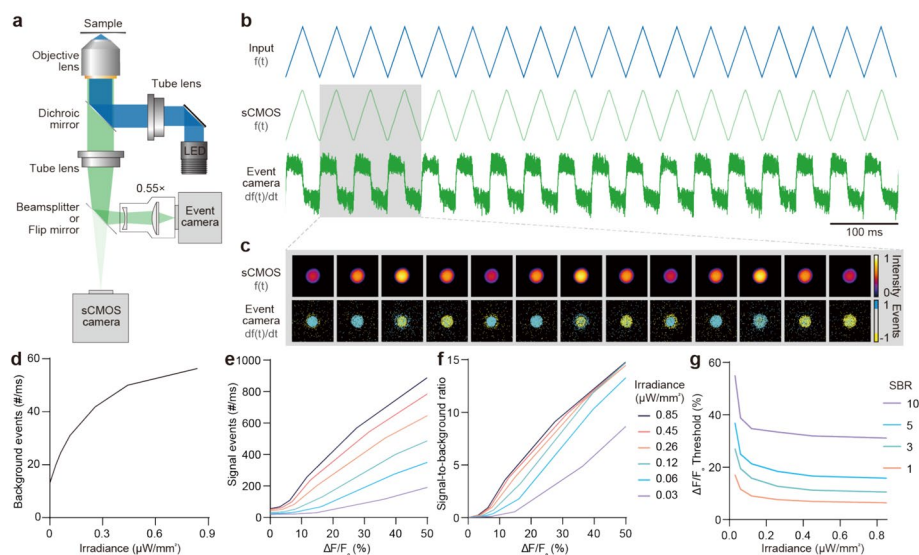 a
Sample
Objective
lens
Tube lens
Dichroic
mirror
LED
Tube lens
0.55×
Beamsplitter
or
Flip mirror
Event
camera
sCMOS
camera
b
Input
f(t)
sCMOS
f(t)
Event
camera
df(t)/dt
100 ms
c
sCMOS
f(t)
Event
camera
df(t)/dt
1
Intensity
0
1
Events
-1
d
Background events (#/ms)
60
40
20
0
0
0.3
0.6
0.9
Irradiance (μW/mm²)
e
Signal events (#/ms)
1000
800
600
400
200
0
0
10
20
30
40
50
ΔF/F₀ (%)
f
Signal-to-background ratio
15
10
5
0
0
10
20
30
40
50
ΔF/F₀ (%)
Irradiance
(μW/mm²)
0.85
0.45
0.26
0.12
0.06
0.03
g
ΔF/F₀ Threshold (%)
60
40
20
0
0
0.2
0.4
0.6
0.8
Irradiance (μW/mm²)
SBR
10
5
3
1